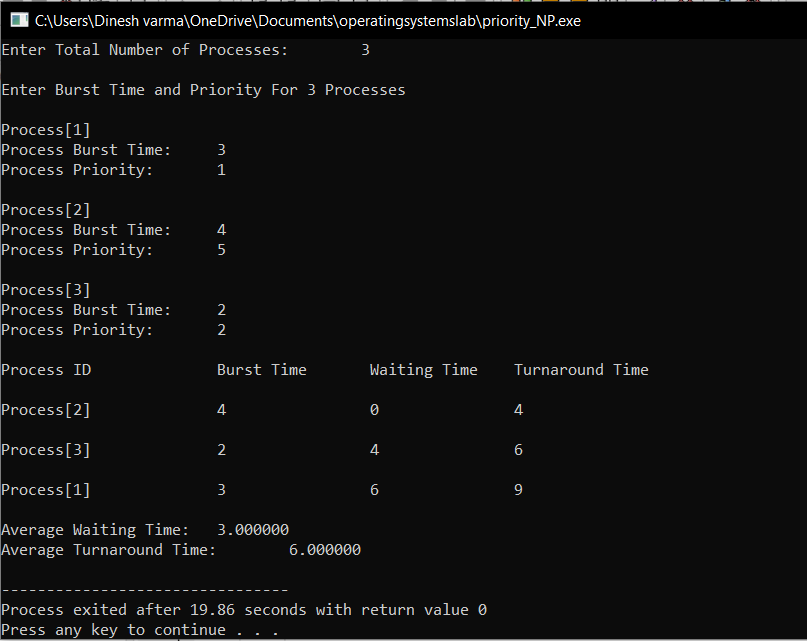 C:\Users\Dinesh varma\OneDrive\Documents\operatingsystemslab\priority_NP.exe
Enter Total Number of Processes: 3
Enter Burst Time and Priority For 3 Processes
Process[1]
Process Burst Time: 3
Process Priority: 1
Process[2]
Process Burst Time: 4
Process Priority: 5
Process[3]
Process Burst Time: 2
Process Priority: 2
Process ID Burst Time Waiting Time Turnaround Time
Process[2] 4 0 4
Process[3] 2 4 6
Process[1] 3 6 9
Average Waiting Time: 3.000000
Average Turnaround Time: 6.000000
--------------------------------
Process exited after 19.86 seconds with return value 0
Press any key to continue . . .